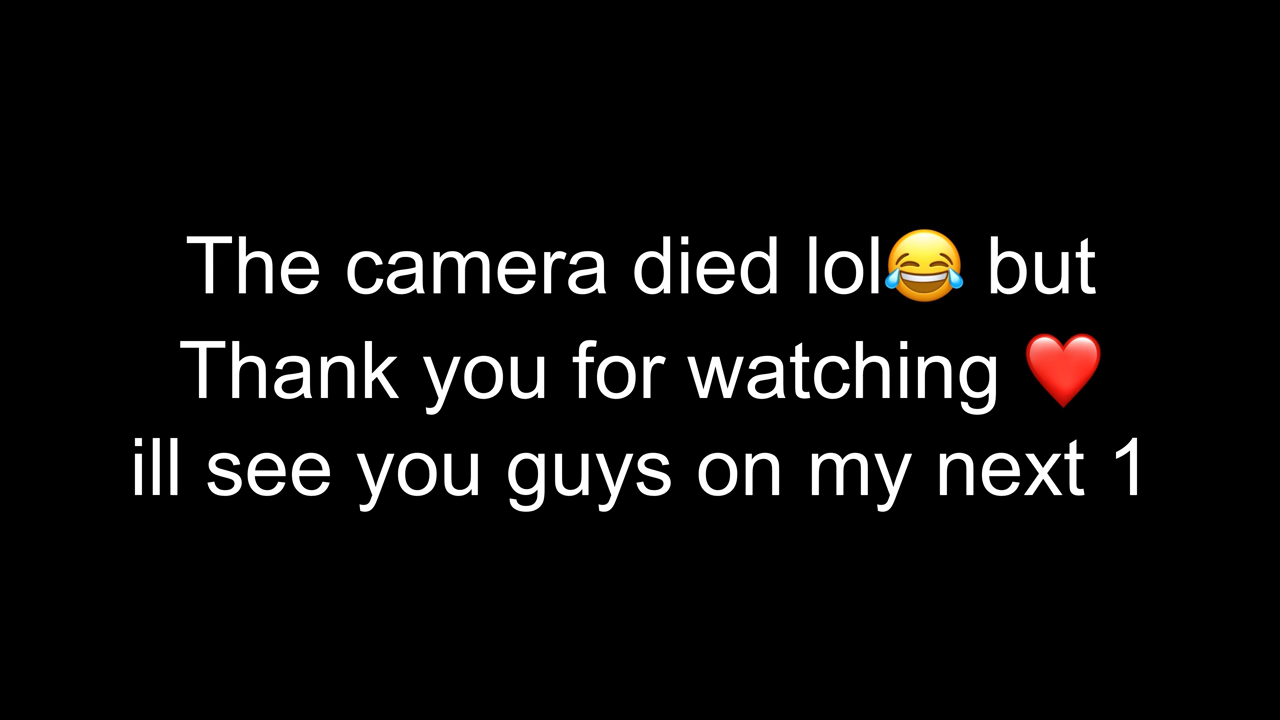 The camera died lol😂 but
Thank you for watching ❤️
ill see you guys on my next 1